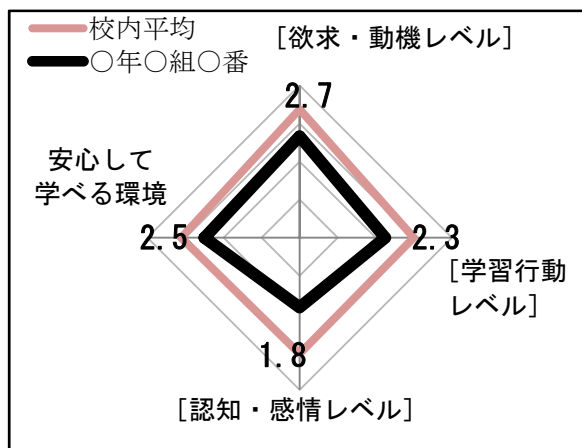 校内平均
○年○組○番
[欲求・動機レベル]
2.7
安心して
学べる環境
2.5
2.3
[学習行動
レベル]
1.8
[認知・感情レベル]